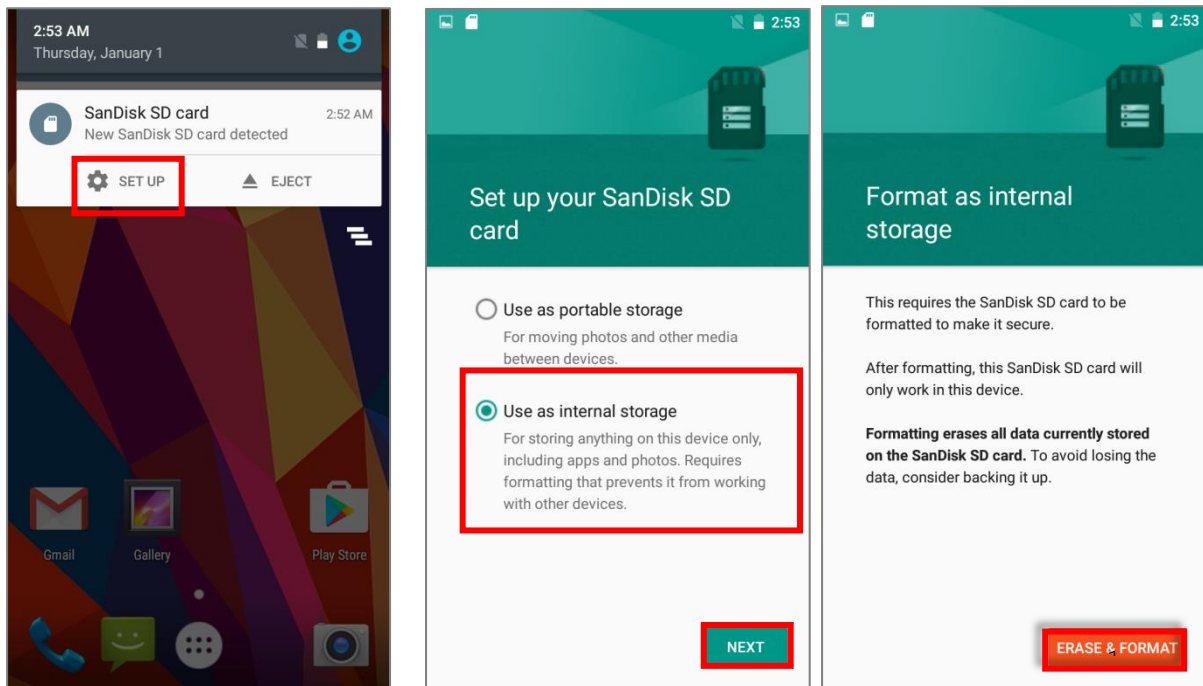 2:53 AM
Thursday, January 1
SanDisk SD card 2:52 AM
New SanDisk SD card detected
SET UP EJECT
Gmail Gallery Play Store
2:53
Set up your SanDisk SD
card
Use as portable storage
For moving photos and other media
between devices.
Use as internal storage
For storing anything on this device only,
including apps and photos. Requires
formatting that prevents it from working
with other devices.
NEXT
2:53
Format as internal
storage
This requires the SanDisk SD card to be
formatted to make it secure.
After formatting, this SanDisk SD card will
only work in this device.
Formatting erases all data currently stored
on the SanDisk SD card. To avoid losing the
data, consider backing it up.
ERASE & FORMAT